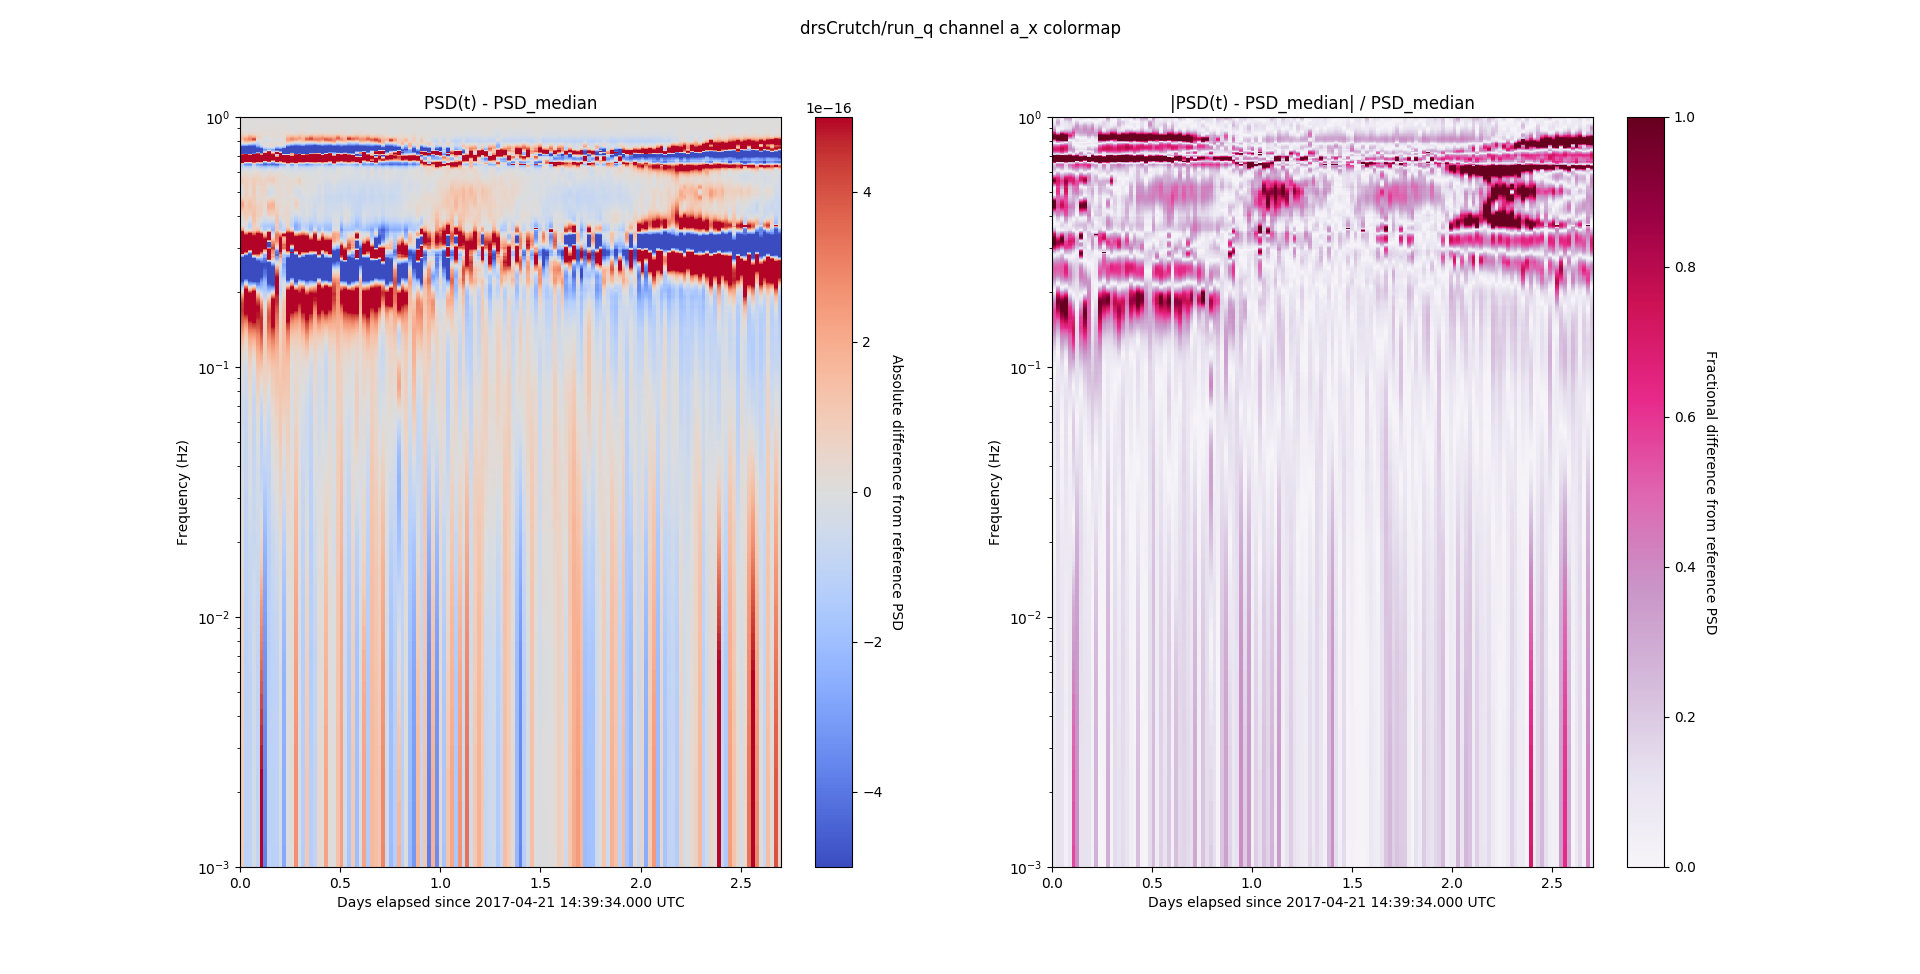 drsCrutch/run_q channel a_x colormap
PSD(t) - PSD_median
1e−16
10^0
10^−1
10^−2
10^−3
Frequency (Hz)
0.0 0.5 1.0 1.5 2.0 2.5
Days elapsed since 2017-04-21 14:39:34.000 UTC
4
2
0
−2
−4
Absolute difference from reference PSD
|PSD(t) - PSD_median| / PSD_median
10^0
10^−1
10^−2
10^−3
Frequency (Hz)
0.0 0.5 1.0 1.5 2.0 2.5
Days elapsed since 2017-04-21 14:39:34.000 UTC
1.0
0.8
0.6
0.4
0.2
0.0
Fractional difference from reference PSD